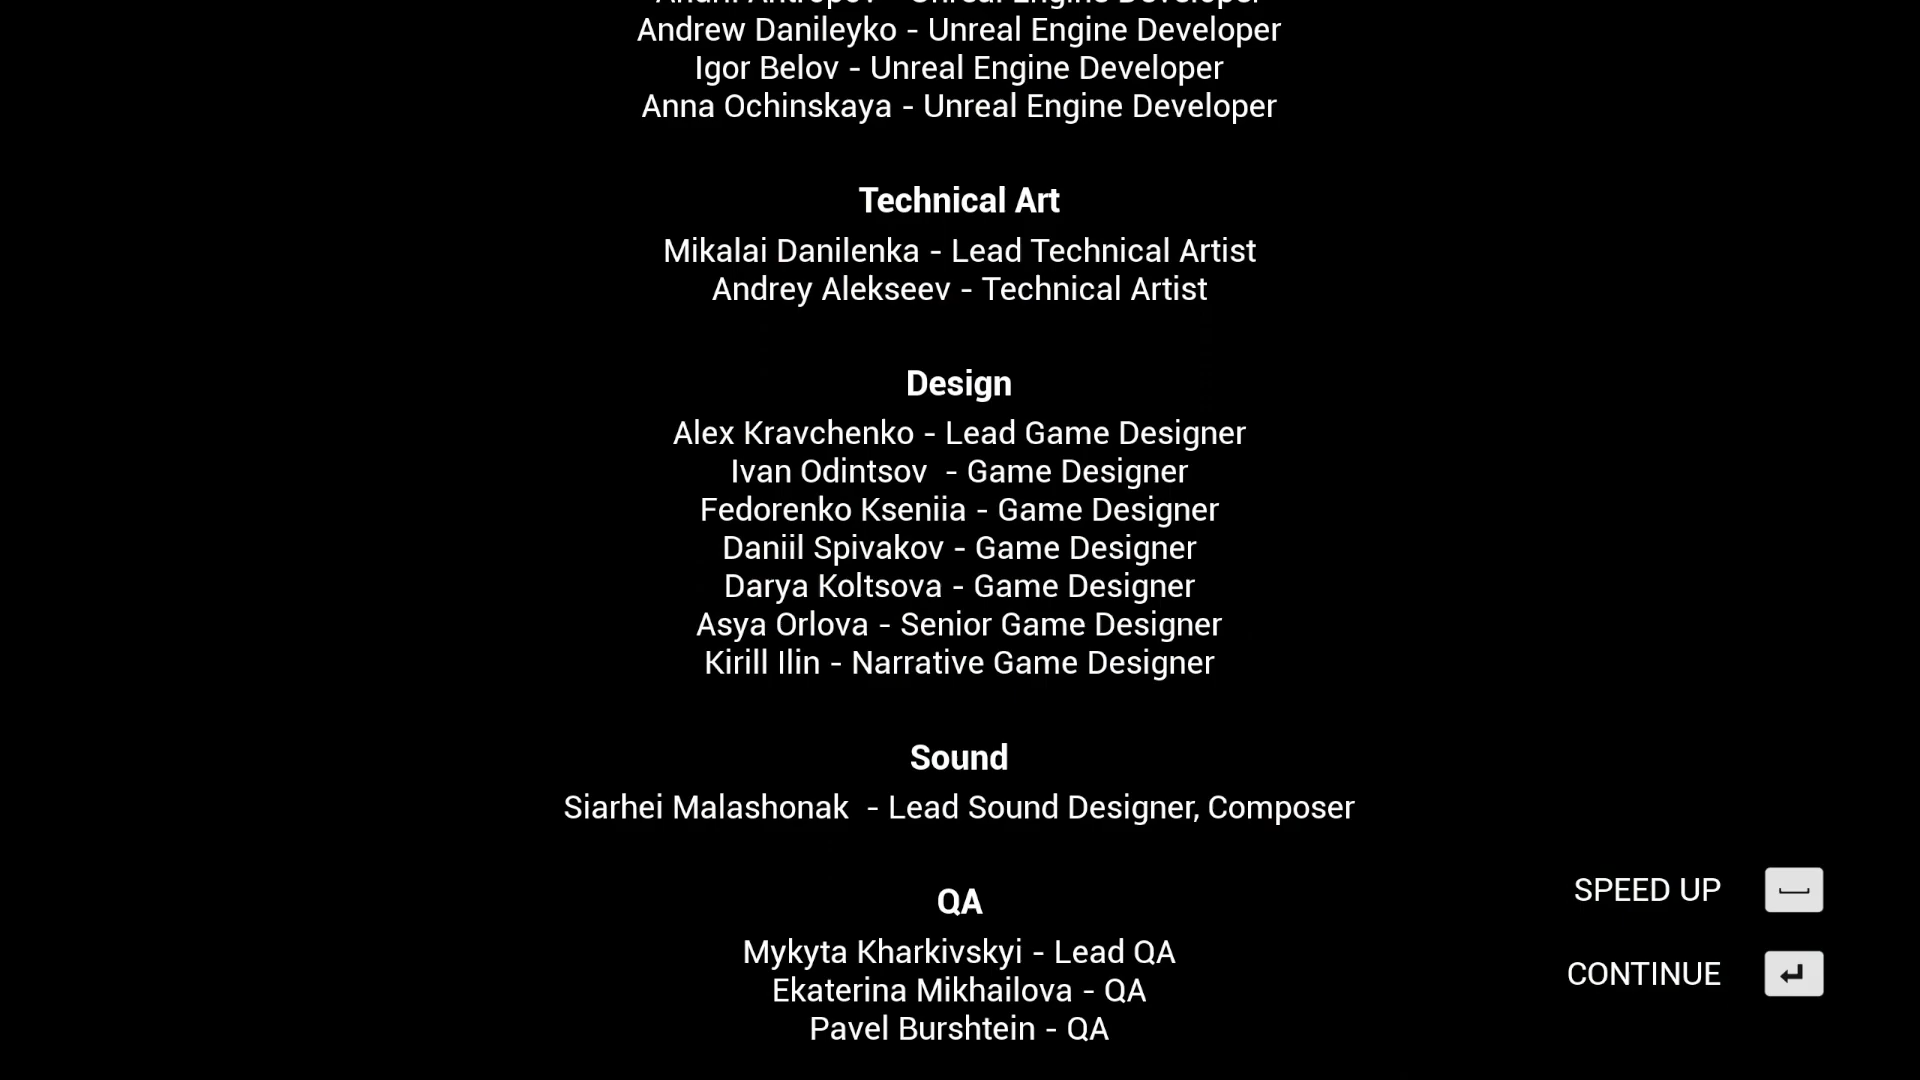 Andrew Danileyko - Unreal Engine Developer
Igor Belov - Unreal Engine Developer
Anna Ochinskaya - Unreal Engine Developer
Technical Art
Mikalai Danilenka - Lead Technical Artist
Andrey Alekseev - Technical Artist
Design
Alex Kravchenko - Lead Game Designer
Ivan Odintsov  - Game Designer
Fedorenko Kseniia - Game Designer
Daniil Spivakov - Game Designer
Darya Koltsova - Game Designer
Asya Orlova - Senior Game Designer
Kirill Ilin - Narrative Game Designer
Sound
Siarhei Malashonak  - Lead Sound Designer, Composer
QA
Mykyta Kharkivskyi - Lead QA
Ekaterina Mikhailova - QA
Pavel Burshtein - QA
SPEED UP
CONTINUE